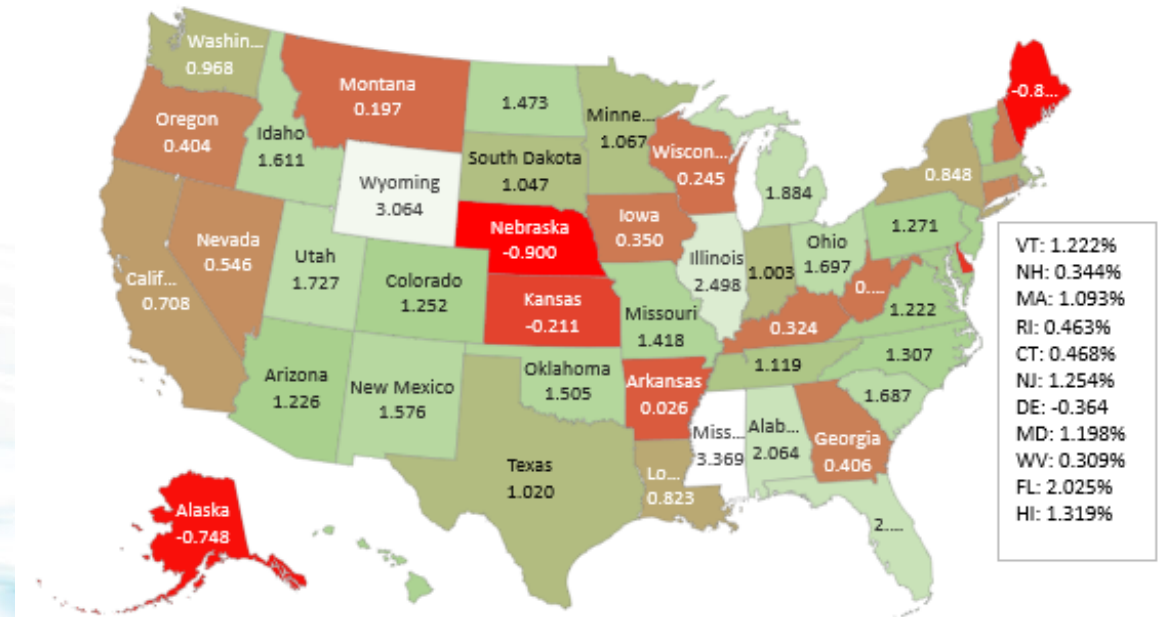 Washin...
0.968
Montana
0.197
1.473
Minne...
1.067
Oregon
0.404
Idaho
1.611
South Dakota
1.047
Wiscon...
0.245
-0.8...
Wyoming
3.064
1.884
0.848
Nebraska
-0.900
Iowa
0.350
1.271
Nevada
0.546
Utah
1.727
Colorado
1.252
Illinois
2.498
1.003
Ohio
1.697
Calif...
0.708
Kansas
-0.211
Missouri
1.418
0....
1.222
0.324
1.307
Arizona
1.226
New Mexico
1.576
Oklahoma
1.505
Arkansas
0.026
1.119
1.687
Miss...
3.369
Alab...
2.064
Georgia
0.406
Texas
1.020
Lo...
0.823
2....
Alaska
-0.748
VT: 1.222%
NH: 0.344%
MA: 1.093%
RI: 0.463%
CT: 0.468%
NJ: 1.254%
DE: -0.364
MD: 1.198%
WV: 0.309%
FL: 2.025%
HI: 1.319%